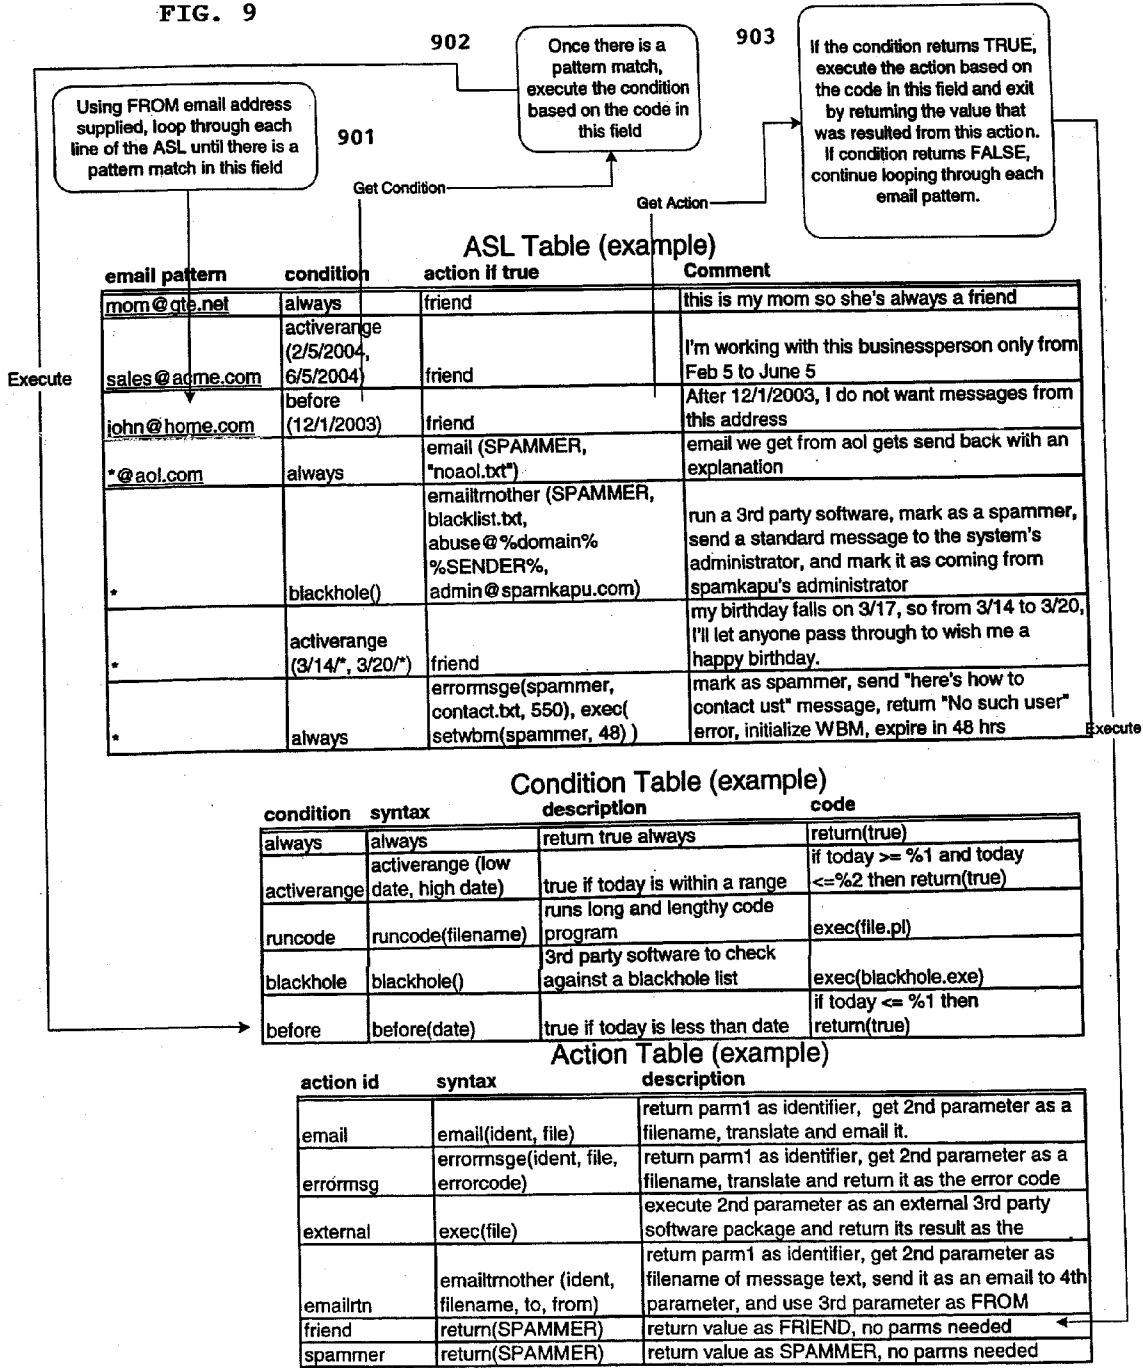 FIG. 9
902
903
Once there is a
pattern match,
execute the condition
based on the code in
this field
If the condition returns TRUE,
execute the action based on
the code in this field and exit
by returning the value that
was resulted from this action.
If condition returns FALSE,
continue looping through each
email pattern.
Using FROM email address
supplied, loop through each
line of the ASL until there is a
pattern match in this field
901
Get Condition
Get Action
Execute
Execute
ASL Table (example)
email pattern condition action if true Comment
mom@gte.net always friend this is my mom so she's always a friend
sales@acme.com
activerange
(2/5/2004,
6/5/2004)
friend
I'm working with this businessperson only from
Feb 5 to June 5
john@home.com
before
(12/1/2003)
friend
After 12/1/2003, I do not want messages from
this address
*@aol.com
always
email (SPAMMER,
"noaol.txt")
email we get from aol gets send back with an
explanation
*
blackhole()
emailtrnother (SPAMMER,
blacklist.txt,
abuse@%domain%
%SENDER%,
admin@spamkapu.com)
run a 3rd party software, mark as a spammer,
send a standard message to the system's
administrator, and mark it as coming from
spamkapu's administrator
*
activerange
(3/14/*, 3/20/*)
friend
my birthday falls on 3/17, so from 3/14 to 3/20,
I'll let anyone pass through to wish me a
happy birthday.
*
always
errormsge(spammer,
contact.txt, 550), exec(
setwbm(spammer, 48) )
mark as spammer, send "here's how to
contact ust" message, return "No such user"
error, initialize WBM, expire in 48 hrs
Condition Table (example)
condition syntax description code
always always return true always return(true)
activerange
activerange (low
date, high date)
true if today is within a range
if today >= %1 and today
<=%2 then return(true)
runcode
runcode(filename)
runs long and lengthy code
program
exec(file.pl)
blackhole
blackhole()
3rd party software to check
against a blackhole list
exec(blackhole.exe)
before
before(date)
true if today is less than date
if today <= %1 then
return(true)
Action Table (example)
action id syntax description
email
email(ident, file)
return parm1 as identifier, get 2nd parameter as a
filename, translate and email it.
errormsg
errormsge(ident, file,
errorcode)
return parm1 as identifier, get 2nd parameter as a
filename, translate and return it as the error code
external
exec(file)
execute 2nd parameter as an external 3rd party
software package and return its result as the
emailrtn
emailtrnother (ident,
filename, to, from)
return parm1 as identifier, get 2nd parameter as
filename of message text, send it as an email to 4th
parameter, and use 3rd parameter as FROM
friend return(SPAMMER) return value as FRIEND, no parms needed
spammer return(SPAMMER) return value as SPAMMER, no parms needed